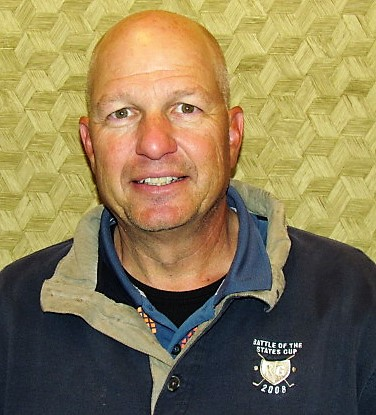 BATTLE OF THE
STATES CUP
2008